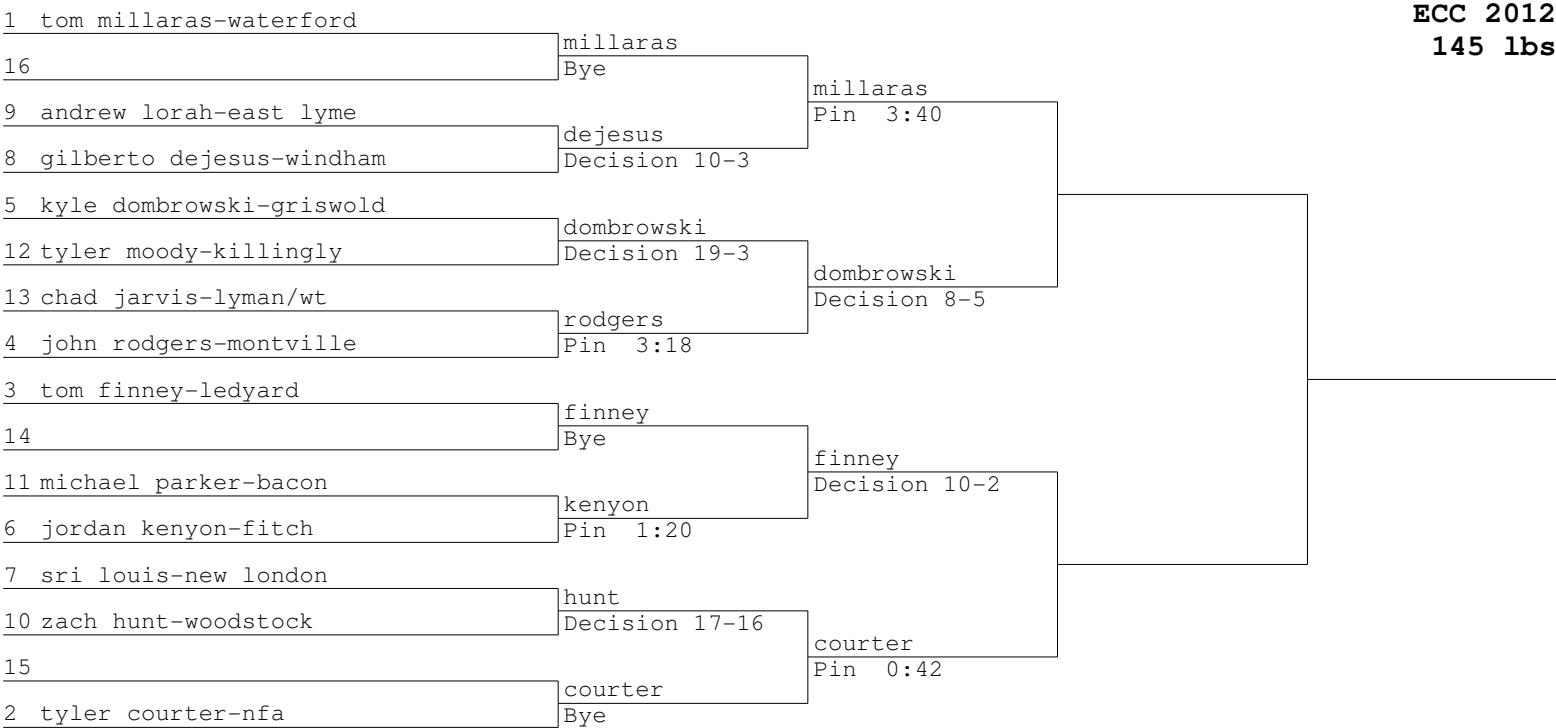 ECC 2012
145 lbs
1 tom millaras-waterford
16
9 andrew lorah-east lyme
8 gilberto dejesus-windham
5 kyle dombrowski-griswold
12 tyler moody-killingly
13 chad jarvis-lyman/wt
4 john rodgers-montville
3 tom finney-ledyard
14
11 michael parker-bacon
6 jordan kenyon-fitch
7 sri louis-new london
10 zach hunt-woodstock
15
2 tyler courter-nfa
millaras
Bye
dejesus
Decision 10-3
dombrowski
Decision 19-3
rodgers
Pin 3:18
finney
Bye
kenyon
Pin 1:20
hunt
Decision 17-16
courter
Bye
millaras
Pin 3:40
dombrowski
Decision 8-5
finney
Decision 10-2
courter
Pin 0:42